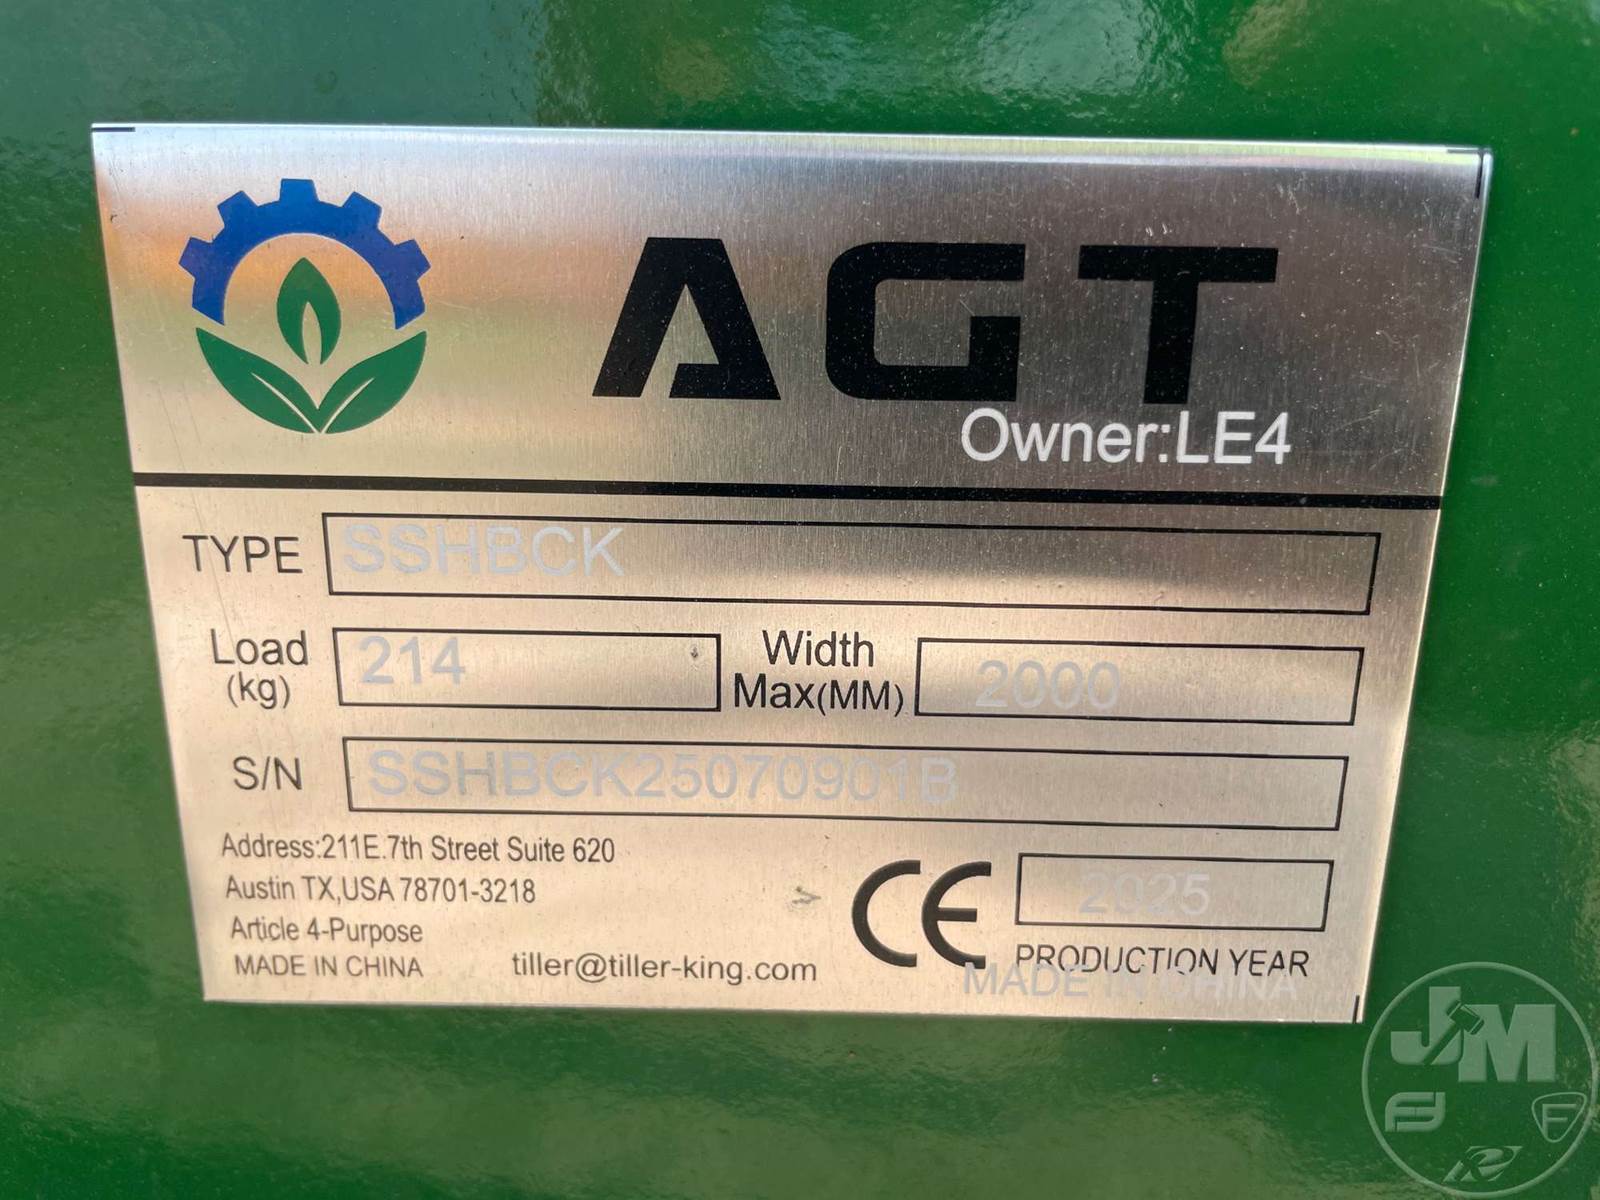 AGT
Owner:LE4
TYPE SSHBCK
Load (kg) 214 Width Max(MM) 2000
S/N SSHBCK25070901B
Address:211E.7th Street Suite 620
Austin TX,USA 78701-3218
Article 4-Purpose
MADE IN CHINA
tiller@tiller-king.com
CE 2025
PRODUCTION YEAR
MADE IN CHINA
JM